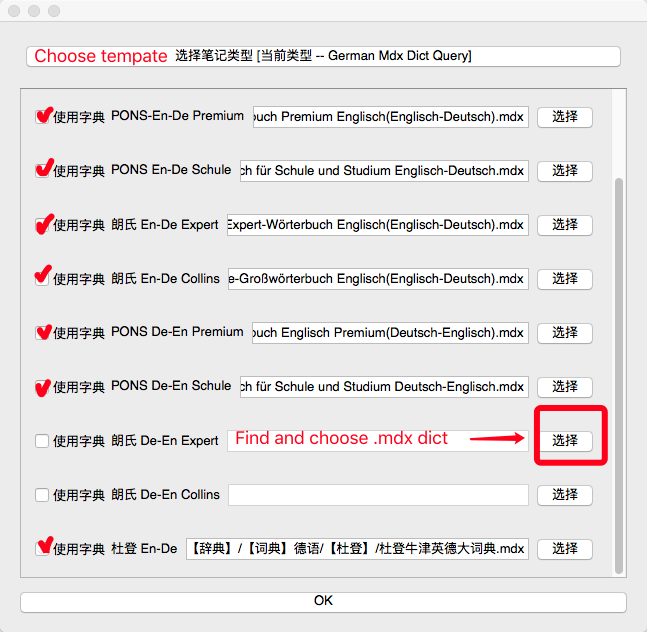 Choose tempate 选择笔记类型 [当前类型 -- German Mdx Dict Query]
使用字典 PONS-En-De Premium buch Premium Englisch(Englisch-Deutsch).mdx 选择
使用字典 PONS En-De Schule ch für Schule und Studium Englisch-Deutsch.mdx 选择
使用字典 朗氏 En-De Expert Expert-Wörterbuch Englisch(Englisch-Deutsch).mdx 选择
使用字典 朗氏 En-De Collins e-Großwörterbuch Englisch(Englisch-Deutsch).mdx 选择
使用字典 PONS De-En Premium buch Englisch Premium(Deutsch-Englisch).mdx 选择
使用字典 PONS De-En Schule ch für Schule und Studium Deutsch-Englisch.mdx 选择
使用字典 朗氏 De-En Expert Find and choose .mdx dict 选择
使用字典 朗氏 De-En Collins 选择
使用字典 杜登 En-De 【辞典】/【词典】德语/【杜登】/杜登牛津英德大词典.mdx 选择
OK